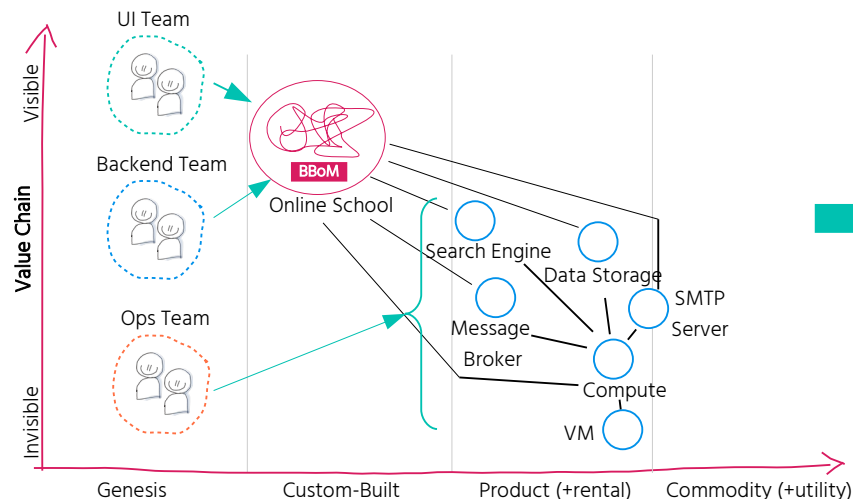 UI Team
Visible
Backend Team
BBoM
Online School
Value Chain
Search Engine
Data Storage
SMTP
Server
Ops Team
Message
Broker
Compute
VM
Invisible
Genesis
Custom-Built
Product (+rental)
Commodity (+utility)